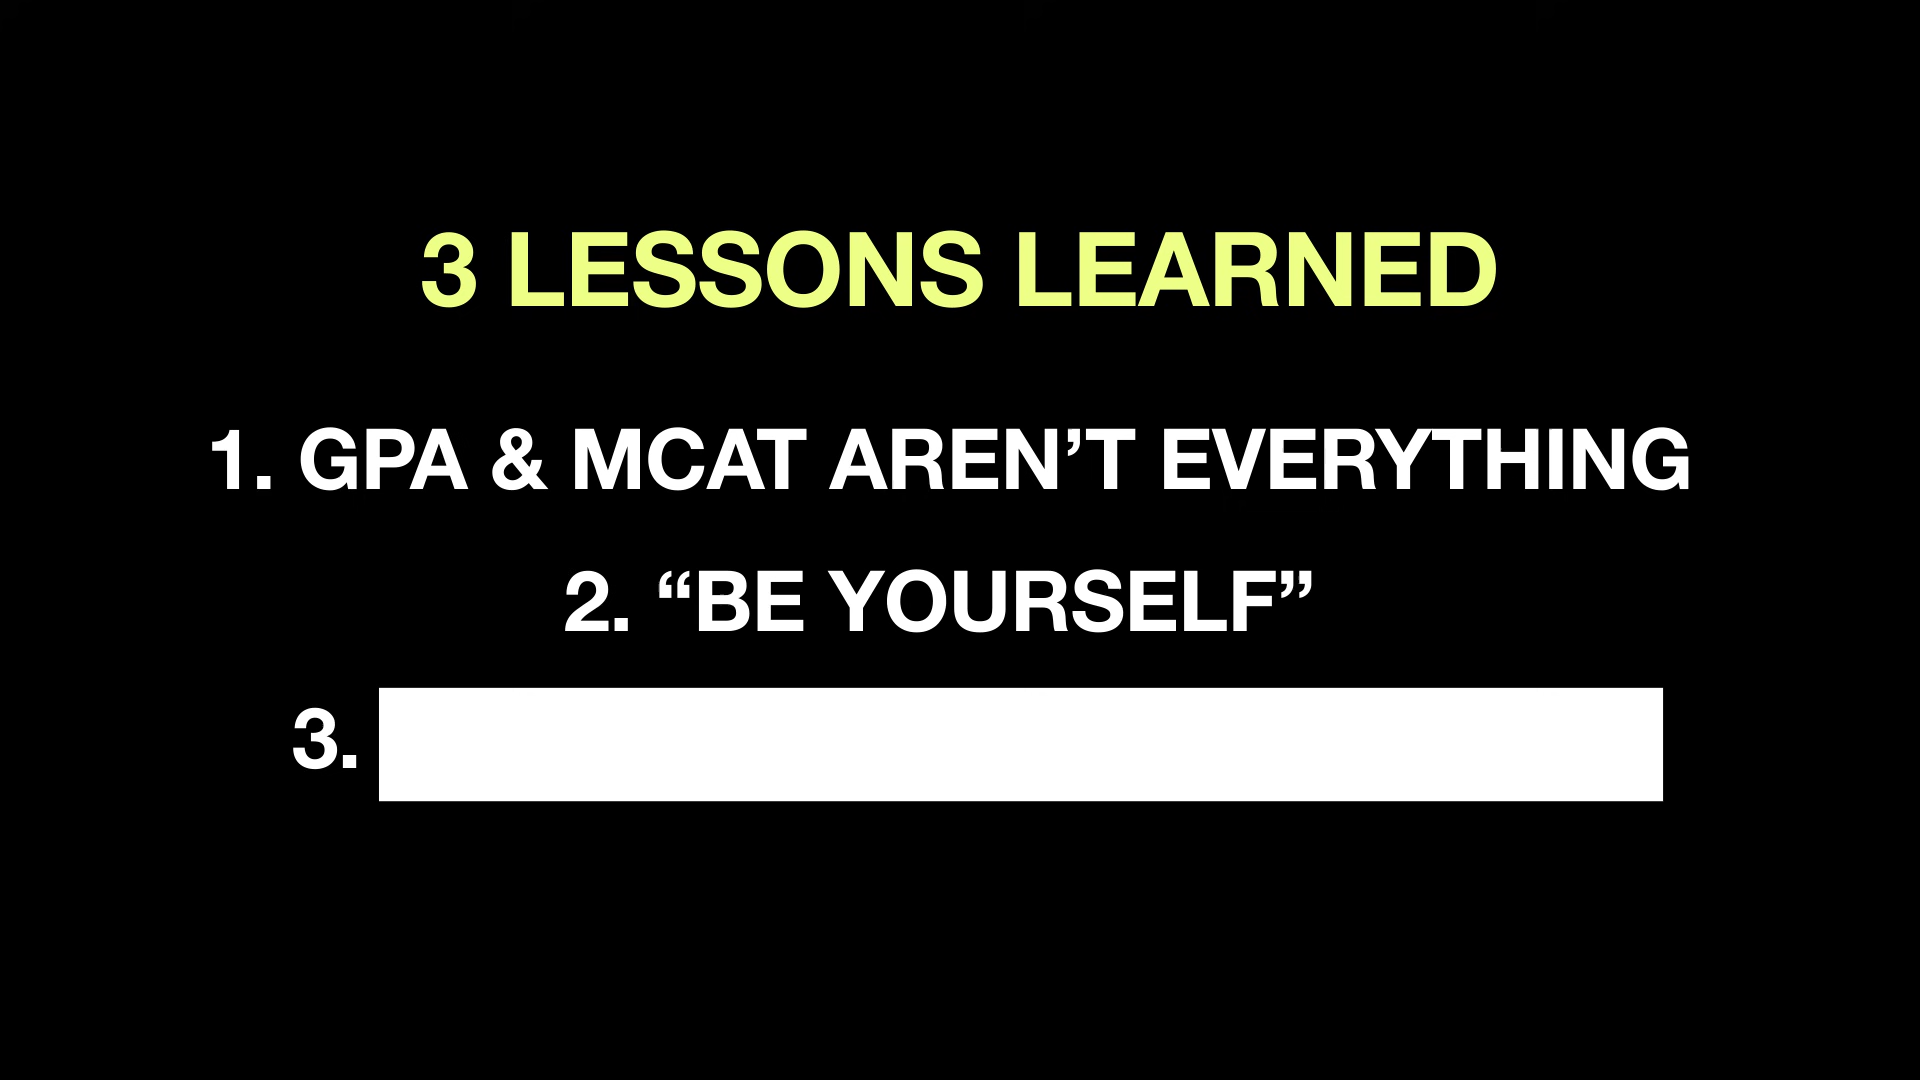 3 LESSONS LEARNED
1. GPA & MCAT AREN’T EVERYTHING
2. “BE YOURSELF”
3.